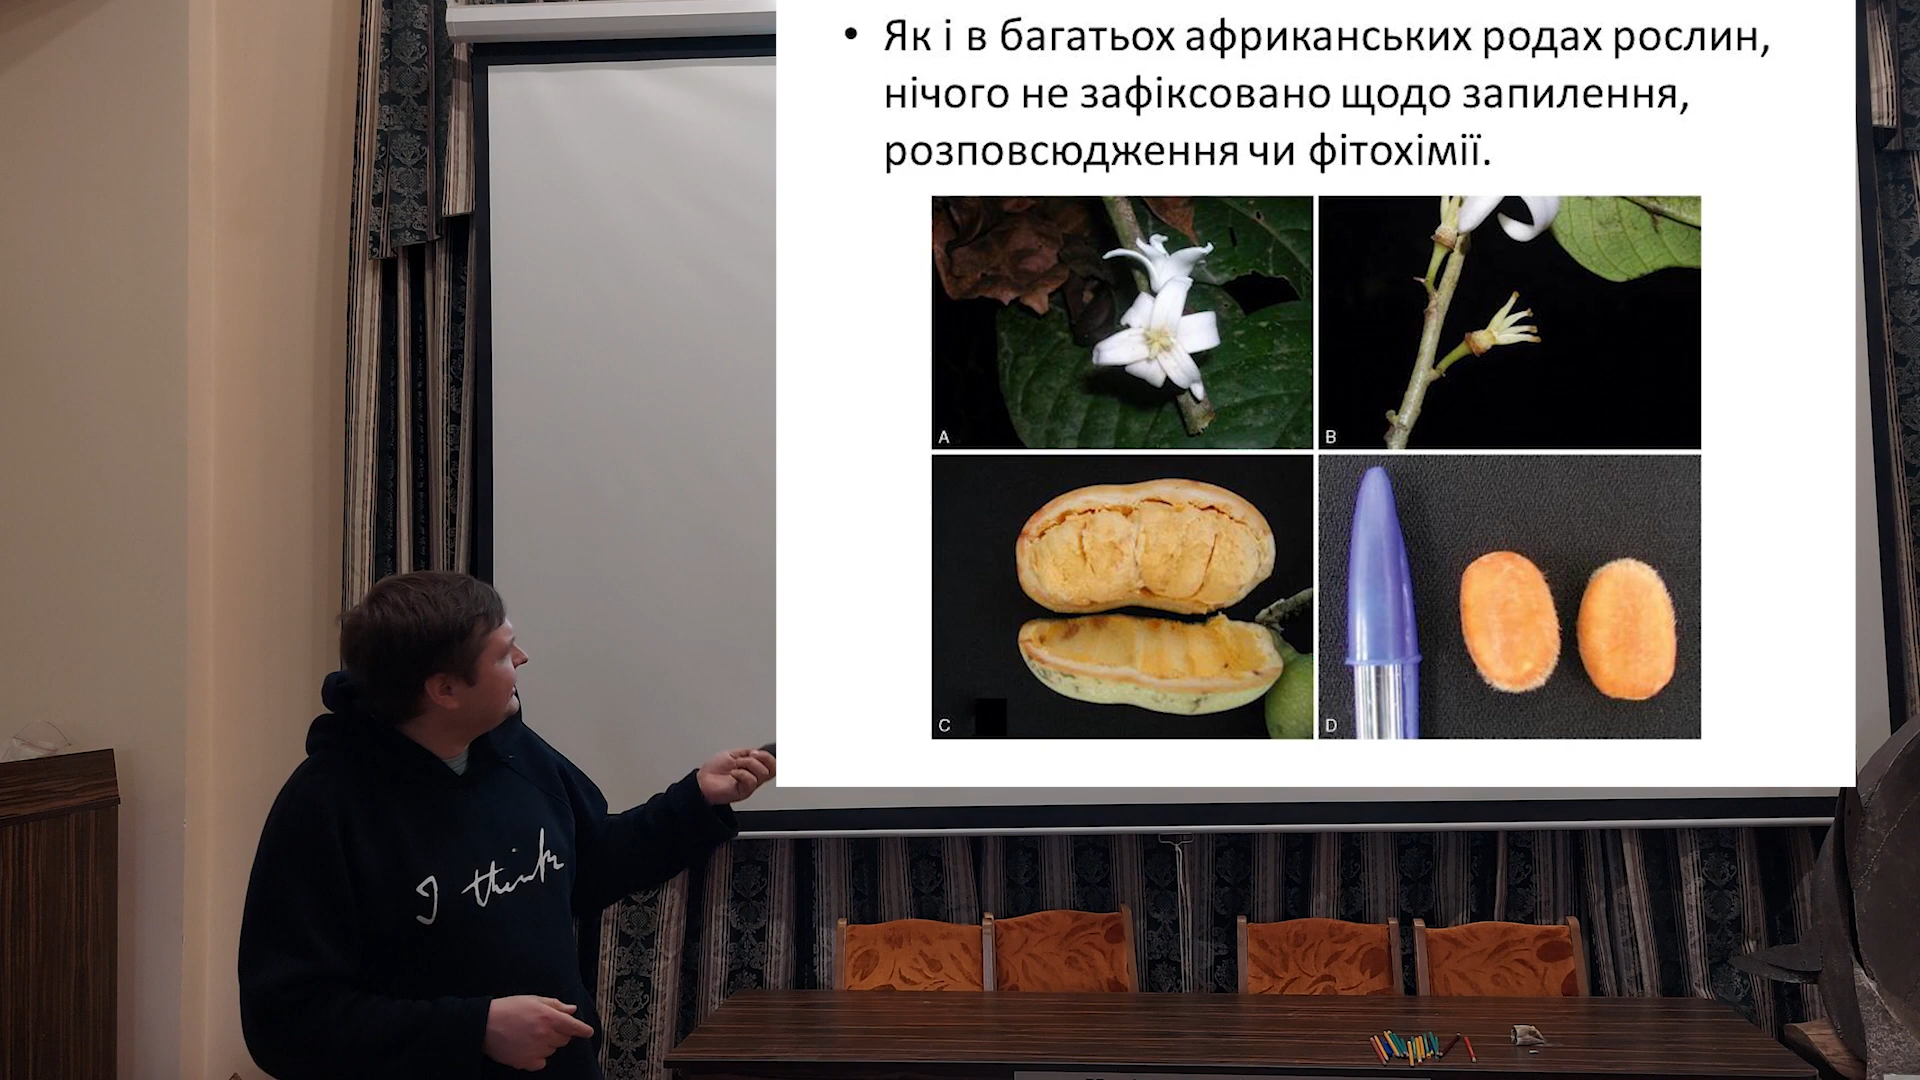 • Як і в багатьох африканських родах рослин,
нічого не зафіксовано щодо запилення,
розповсюдження чи фітохімії.
A
B
C
D
I think